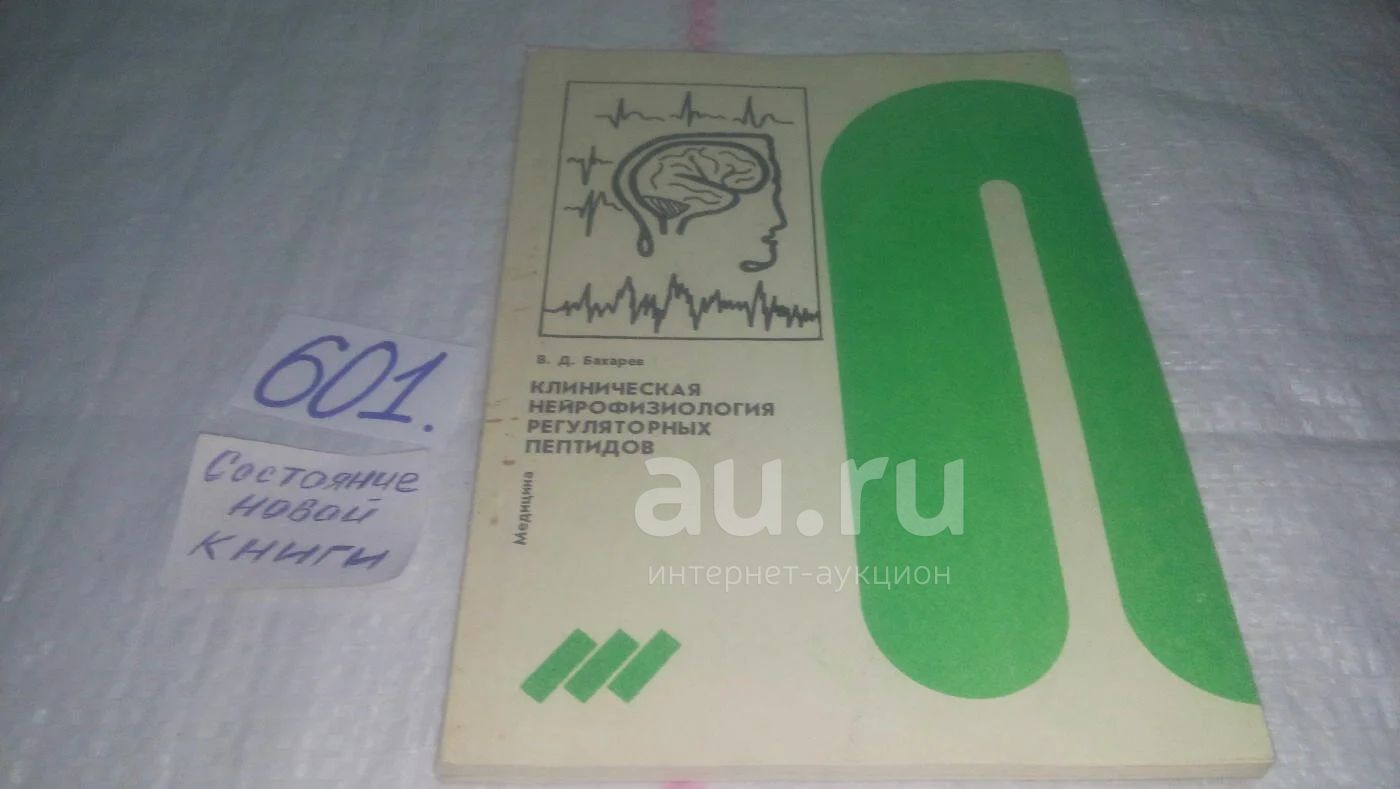 601.
Состояние
новой
книги
В. Д. Бахарев
КЛИНИЧЕСКАЯ
НЕЙРОФИЗИОЛОГИЯ
РЕГУЛЯТОРНЫХ
ПЕПТИДОВ
Медицина
au.ru
интернет-аукцион